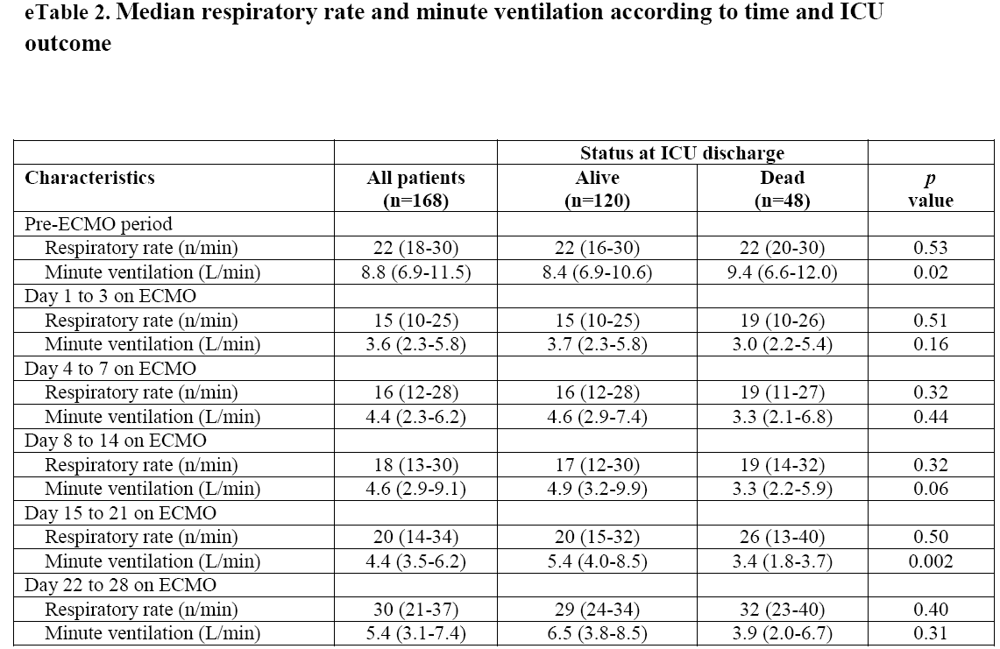 eTable 2. Median respiratory rate and minute ventilation according to time and ICU
outcome
Status at ICU discharge
Characteristics All patients Alive Dead p
(n=168) (n=120) (n=48) value
Pre-ECMO period
Respiratory rate (n/min) 22 (18-30) 22 (16-30) 22 (20-30) 0.53
Minute ventilation (L/min) 8.8 (6.9-11.5) 8.4 (6.9-10.6) 9.4 (6.6-12.0) 0.02
Day 1 to 3 on ECMO
Respiratory rate (n/min) 15 (10-25) 15 (10-25) 19 (10-26) 0.51
Minute ventilation (L/min) 3.6 (2.3-5.8) 3.7 (2.3-5.8) 3.0 (2.2-5.4) 0.16
Day 4 to 7 on ECMO
Respiratory rate (n/min) 16 (12-28) 16 (12-28) 19 (11-27) 0.32
Minute ventilation (L/min) 4.4 (2.3-6.2) 4.6 (2.9-7.4) 3.3 (2.1-6.8) 0.44
Day 8 to 14 on ECMO
Respiratory rate (n/min) 18 (13-30) 17 (12-30) 19 (14-32) 0.32
Minute ventilation (L/min) 4.6 (2.9-9.1) 4.9 (3.2-9.9) 3.3 (2.2-5.9) 0.06
Day 15 to 21 on ECMO
Respiratory rate (n/min) 20 (14-34) 20 (15-32) 26 (13-40) 0.50
Minute ventilation (L/min) 4.4 (3.5-6.2) 5.4 (4.0-8.5) 3.4 (1.8-3.7) 0.002
Day 22 to 28 on ECMO
Respiratory rate (n/min) 30 (21-37) 29 (24-34) 32 (23-40) 0.40
Minute ventilation (L/min) 5.4 (3.1-7.4) 6.5 (3.8-8.5) 3.9 (2.0-6.7) 0.31